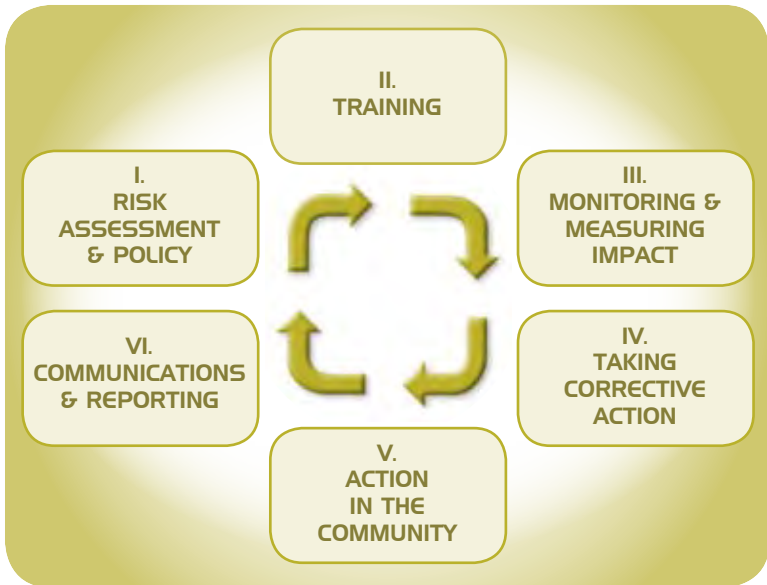 I.
RISK
ASSESSMENT
& POLICY
II.
TRAINING
III.
MONITORING &
MEASURING
IMPACT
IV.
TAKING
CORRECTIVE
ACTION
V.
ACTION
IN THE
COMMUNITY
VI.
COMMUNICATIONS
& REPORTING